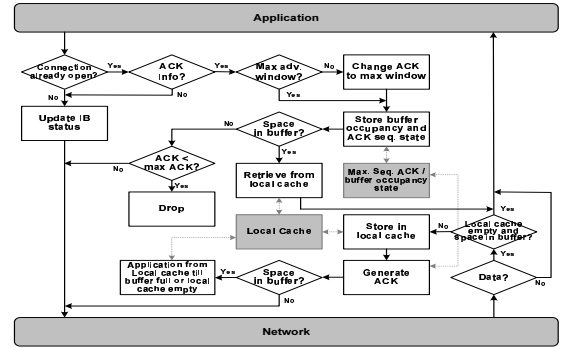 Application
Connection
already open?
Yes
ACK
Info?
Yes
Max adv.
window?
No
Change ACK
to max window
No
No
Yes
Update IB
status
No
Space
in buffer?
Store buffer
occupancy and
ACK seq. state
Yes
No
ACK <
max ACK?
Yes
Retrieve from
local cache
Max. Seq. ACK /
buffer occupancy
state
Drop
Yes
Local Cache
Store in
local cache
No
Local cache
empty and
Space in buffer?
Yes
Application from
Local cache till
buffer full or local
cache empty
Yes
Space
in buffer?
Generate
ACK
Data?
No
No
Network